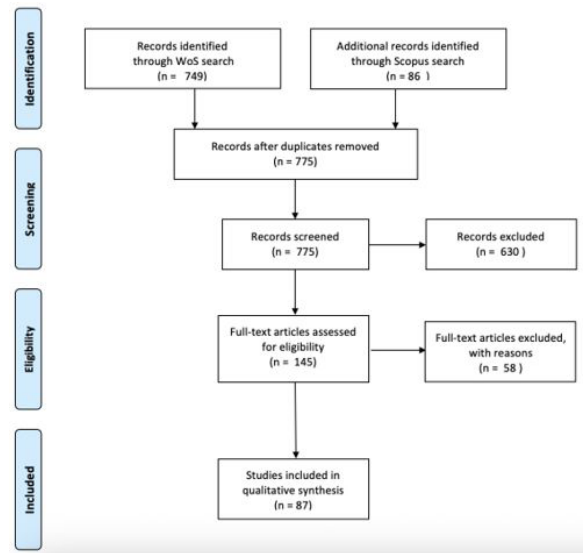 Identification
Records identified
through WoS search
(n = 749)
Additional records identified
through Scopus search
(n = 86 )
Records after duplicates removed
(n = 775)
Screening
Records screened
(n = 775)
Records excluded
(n = 630 )
Eligibility
Full-text articles assessed
for eligibility
(n = 145)
Full-text articles excluded,
with reasons
(n = 58 )
Included
Studies included in
qualitative synthesis
(n = 87)